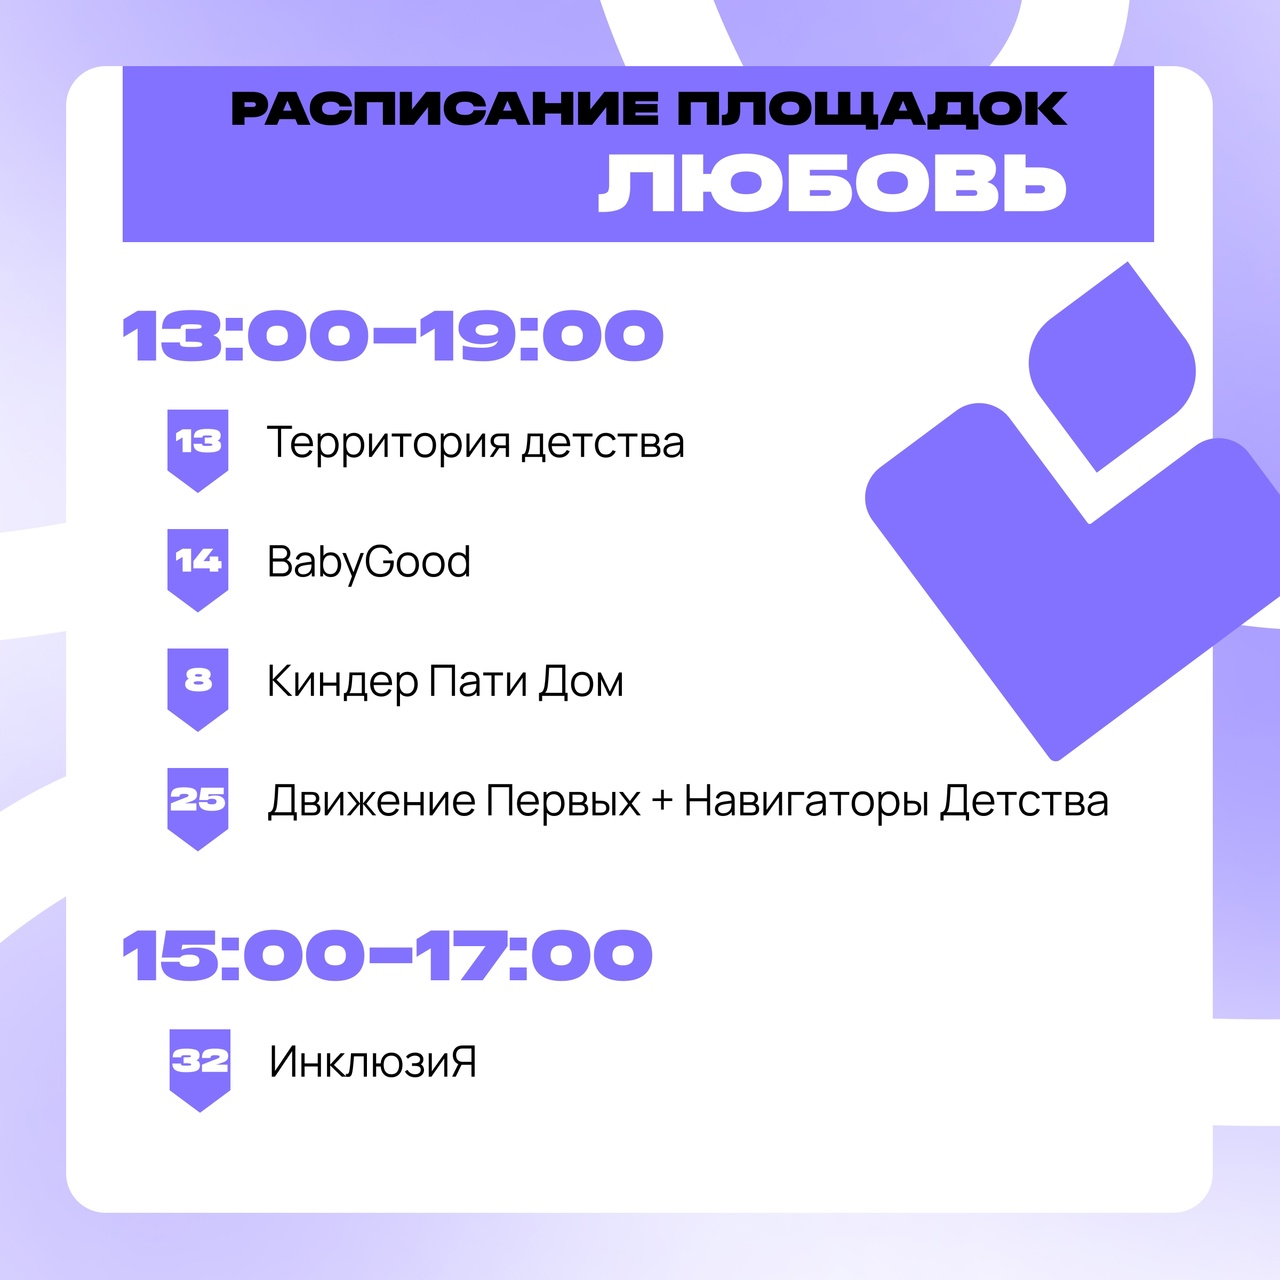 РАСПИСАНИЕ ПЛОЩАДОК
ЛЮБОВЬ
13:00–19:00
13 Территория детства
14 BabyGood
8 Киндер Пати Дом
25 Движение Первых + Навигаторы Детства
15:00–17:00
32 ИнклюзиЯ